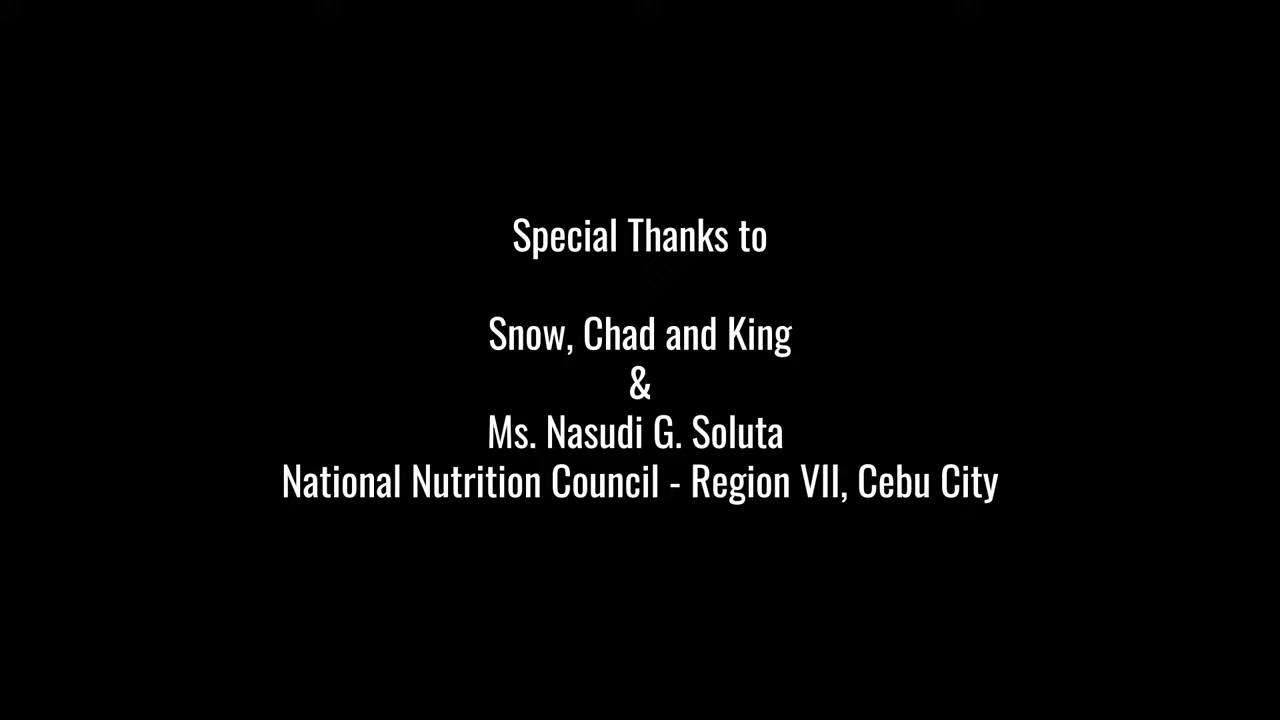 Special Thanks to
Snow, Chad and King
&
Ms. Nasudi G. Soluta
National Nutrition Council - Region VII, Cebu City